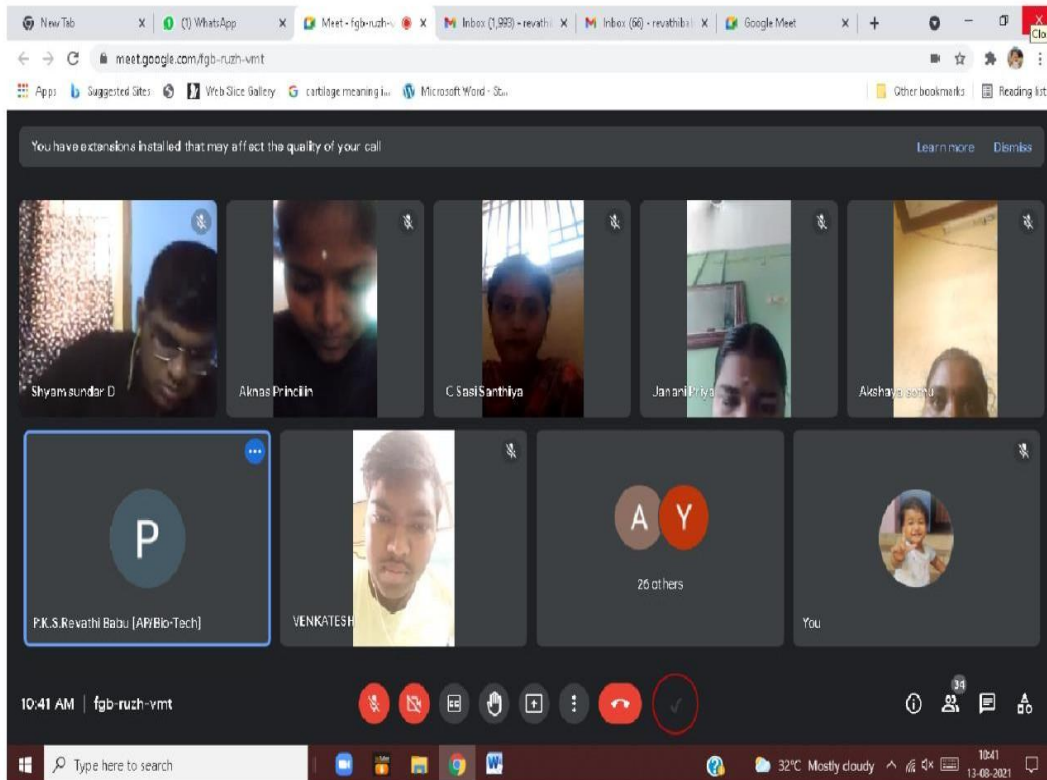 New Tab
(1) WhatsApp
Meet - fgb-ruzh-v
Inbox (1,993) - revathi
Inbox (66) - revathiba
Google Meet
Clo
meet.google.com/fgb-ruzh-vmt
Apps
Suggested Sites
Web Slice Gallery
cartilage meaning i...
Microsoft Word - St...
Other bookmarks
Reading list
You have extensions installed that may affect the quality of your call
Learn more
Dismiss
Shyam sundar D
Aknas Princilin
C Sasi Santhiya
Janani Priya
Akshaya
P
P.K.S.Revathi Babu [AP/Bio-Tech]
VENKATESH
A Y
26 others
You
10:41 AM | fgb-ruzh-vmt
34
Type here to search
W
32°C Mostly cloudy
10:41
13-08-2021